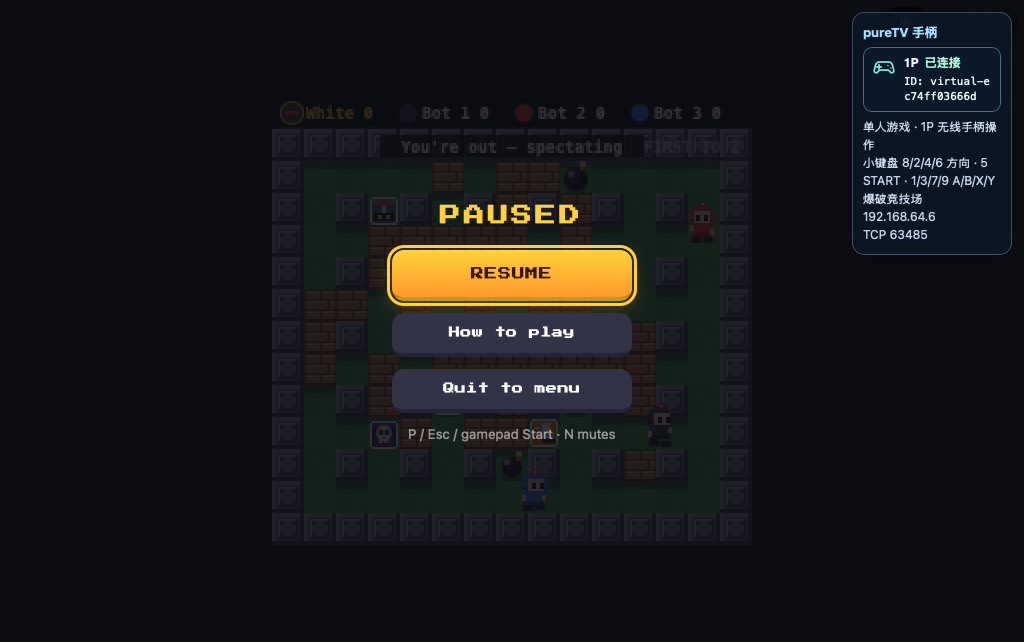 pureTV 手柄
1P 已连接
ID: virtual-e
c74ff03666d
单人游戏 · 1P 无线手柄操
作
小键盘 8/2/4/6 方向 · 5
START · 1/3/7/9 A/B/X/Y
爆破竞技场
192.168.64.6
TCP 63485
White 0 Bot 1 0 Bot 2 0 Bot 3 0
You're out — spectating FIRST TO 2
PAUSED
RESUME
How to play
Quit to menu
P / Esc / gamepad Start · N mutes